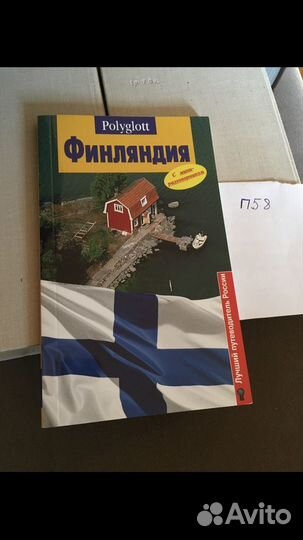 Polyglott
Финляндия
с мини-
разговорником
П58
Лучший путеводитель России
Avito